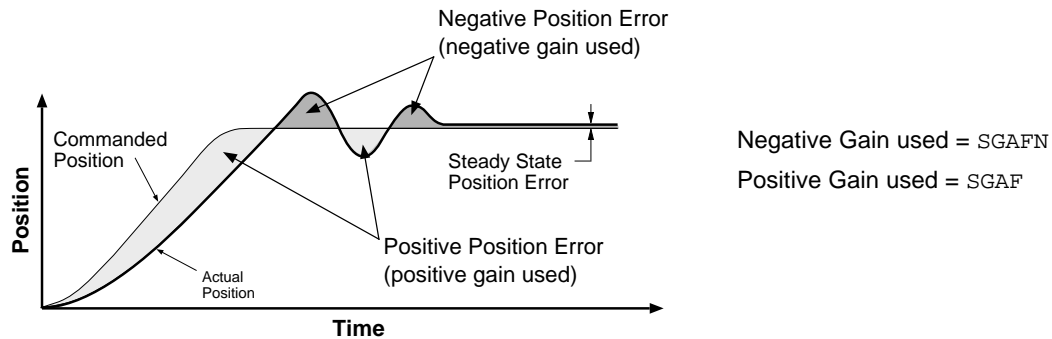 Negative Position Error
(negative gain used)
Commanded
Position
Steady State
Position Error
Negative Gain used = SGAFN
Positive Gain used = SGAF
Position
Positive Position Error
(positive gain used)
Actual
Position
Time